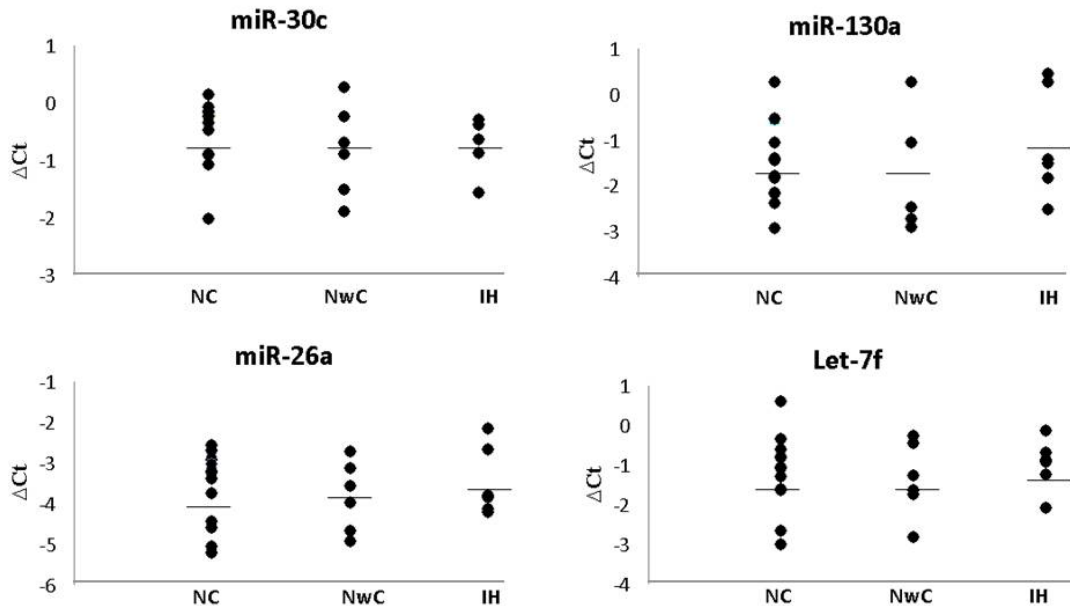 miR-30c
1
0
-1
-2
-3
ΔCt
NC NwC IH
miR-130a
1
0
-1
-2
-3
-4
ΔCt
NC NwC IH
miR-26a
-1
-2
-3
-4
-5
-6
ΔCt
NC NwC IH
Let-7f
1
0
-1
-2
-3
-4
ΔCt
NC NwC IH